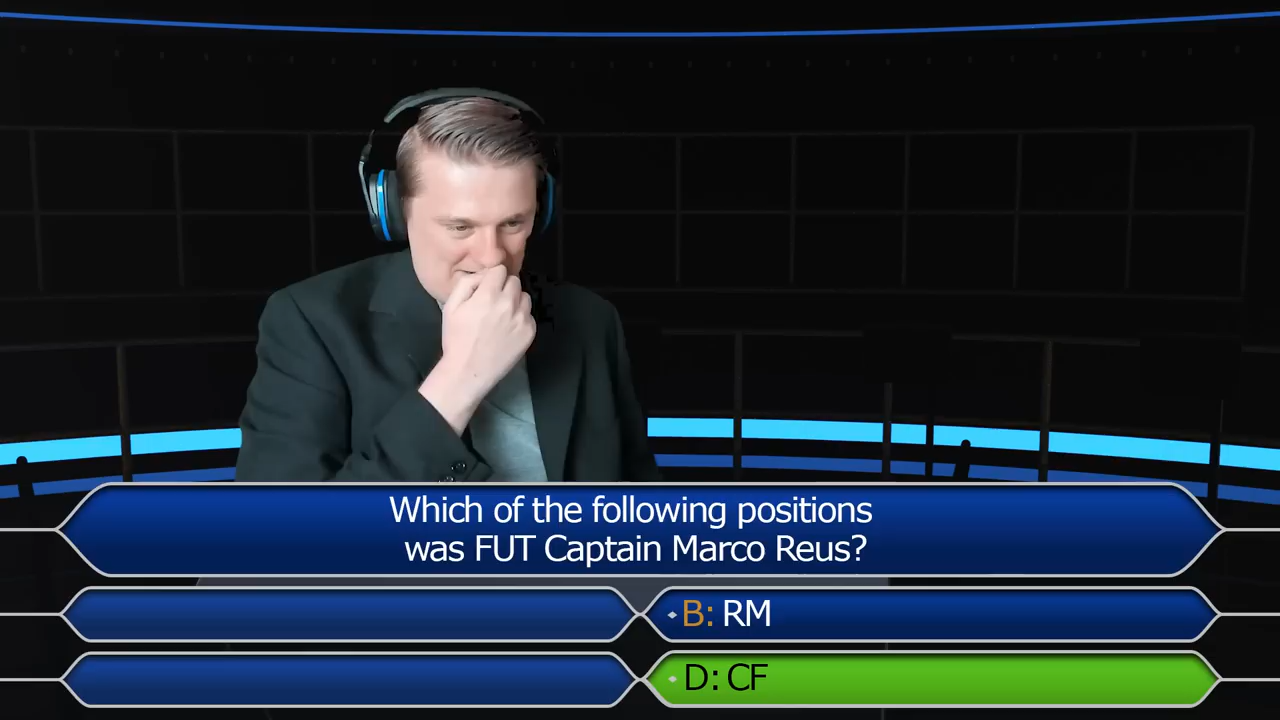 Which of the following positions
was FUT Captain Marco Reus?
B: RM
D: CF